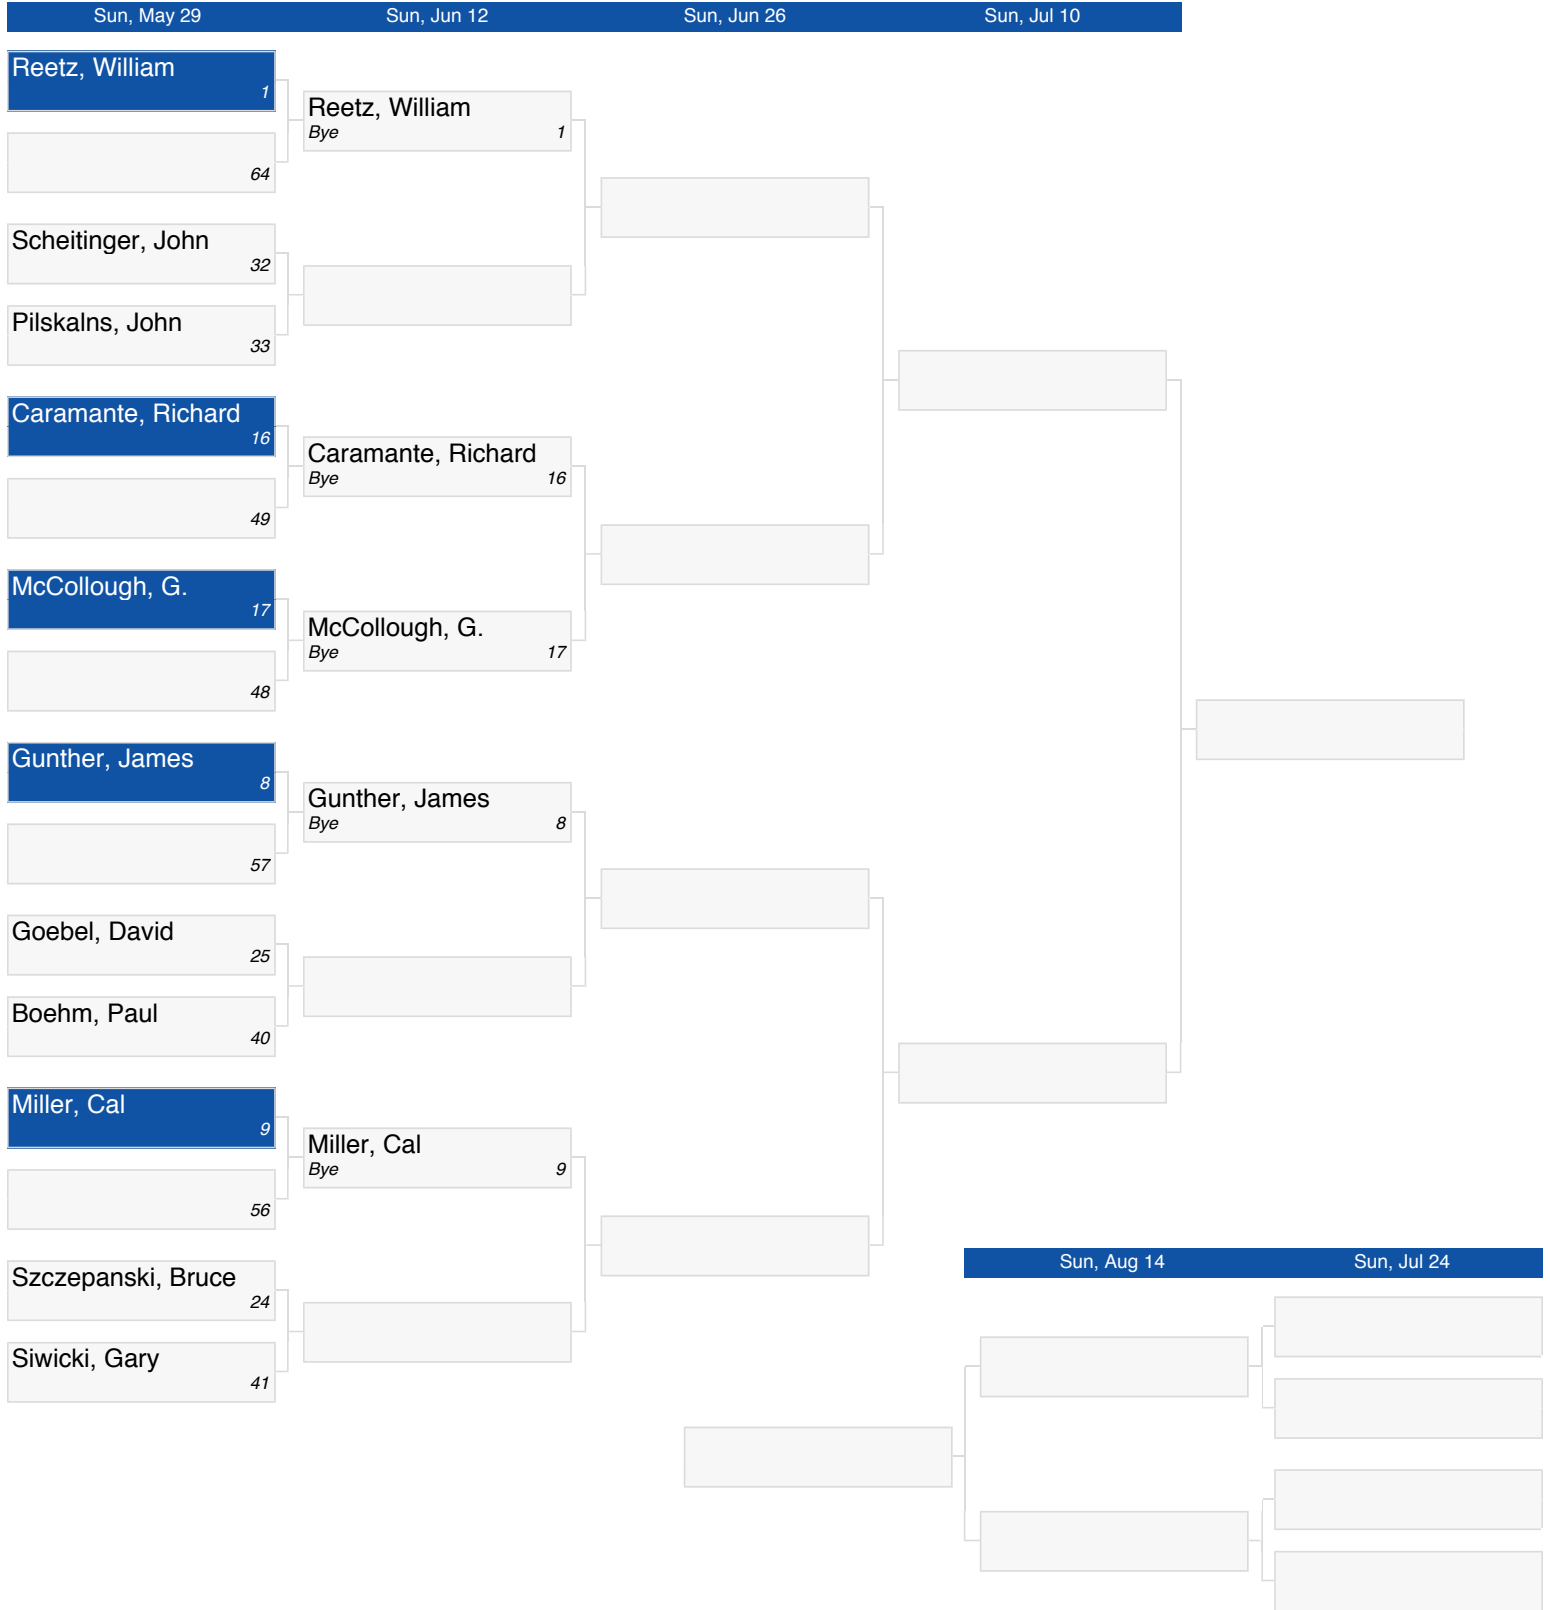 Sun, May 29
Sun, Jun 12
Sun, Jun 26
Sun, Jul 10
Reetz, William
1
64
Scheitinger, John
32
Pilskalns, John
33
Caramante, Richard
16
49
McCollough, G.
17
48
Gunther, James
8
57
Goebel, David
25
Boehm, Paul
40
Miller, Cal
9
56
Szczepanski, Bruce
24
Siwicki, Gary
41
Reetz, William
Bye 1
Caramante, Richard
Bye 16
McCollough, G.
Bye 17
Gunther, James
Bye 8
Miller, Cal
Bye 9
Sun, Aug 14
Sun, Jul 24